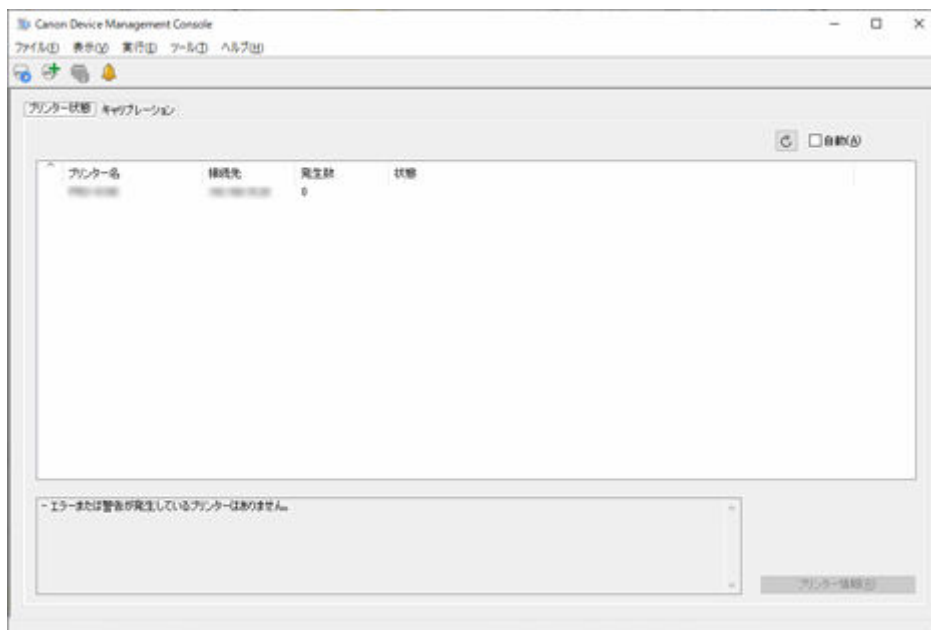 Canon Device Management Console
ファイル(F) 表示(V) 実行(E) ツール(T) ヘルプ(H)
プリンター状態 キャリブレーション
自動(A)
プリンター名 接続先 発生数 状態
0
- エラーまたは警告が発生しているプリンターはありません。
プリンター情報(R)